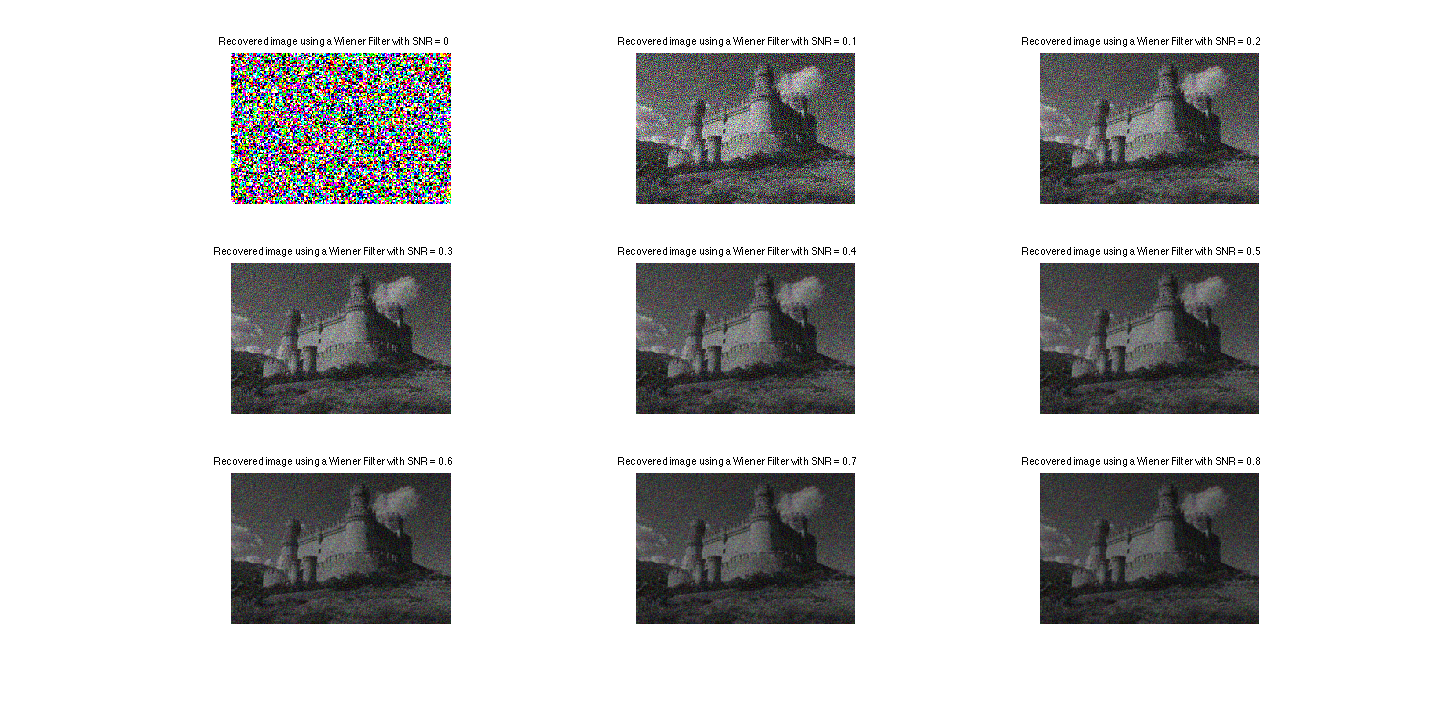 Recovered image using a Wiener Filter with SNR = 0
Recovered image using a Wiener Filter with SNR = 0.1
Recovered image using a Wiener Filter with SNR = 0.2
Recovered image using a Wiener Filter with SNR = 0.3
Recovered image using a Wiener Filter with SNR = 0.4
Recovered image using a Wiener Filter with SNR = 0.5
Recovered image using a Wiener Filter with SNR = 0.6
Recovered image using a Wiener Filter with SNR = 0.7
Recovered image using a Wiener Filter with SNR = 0.8